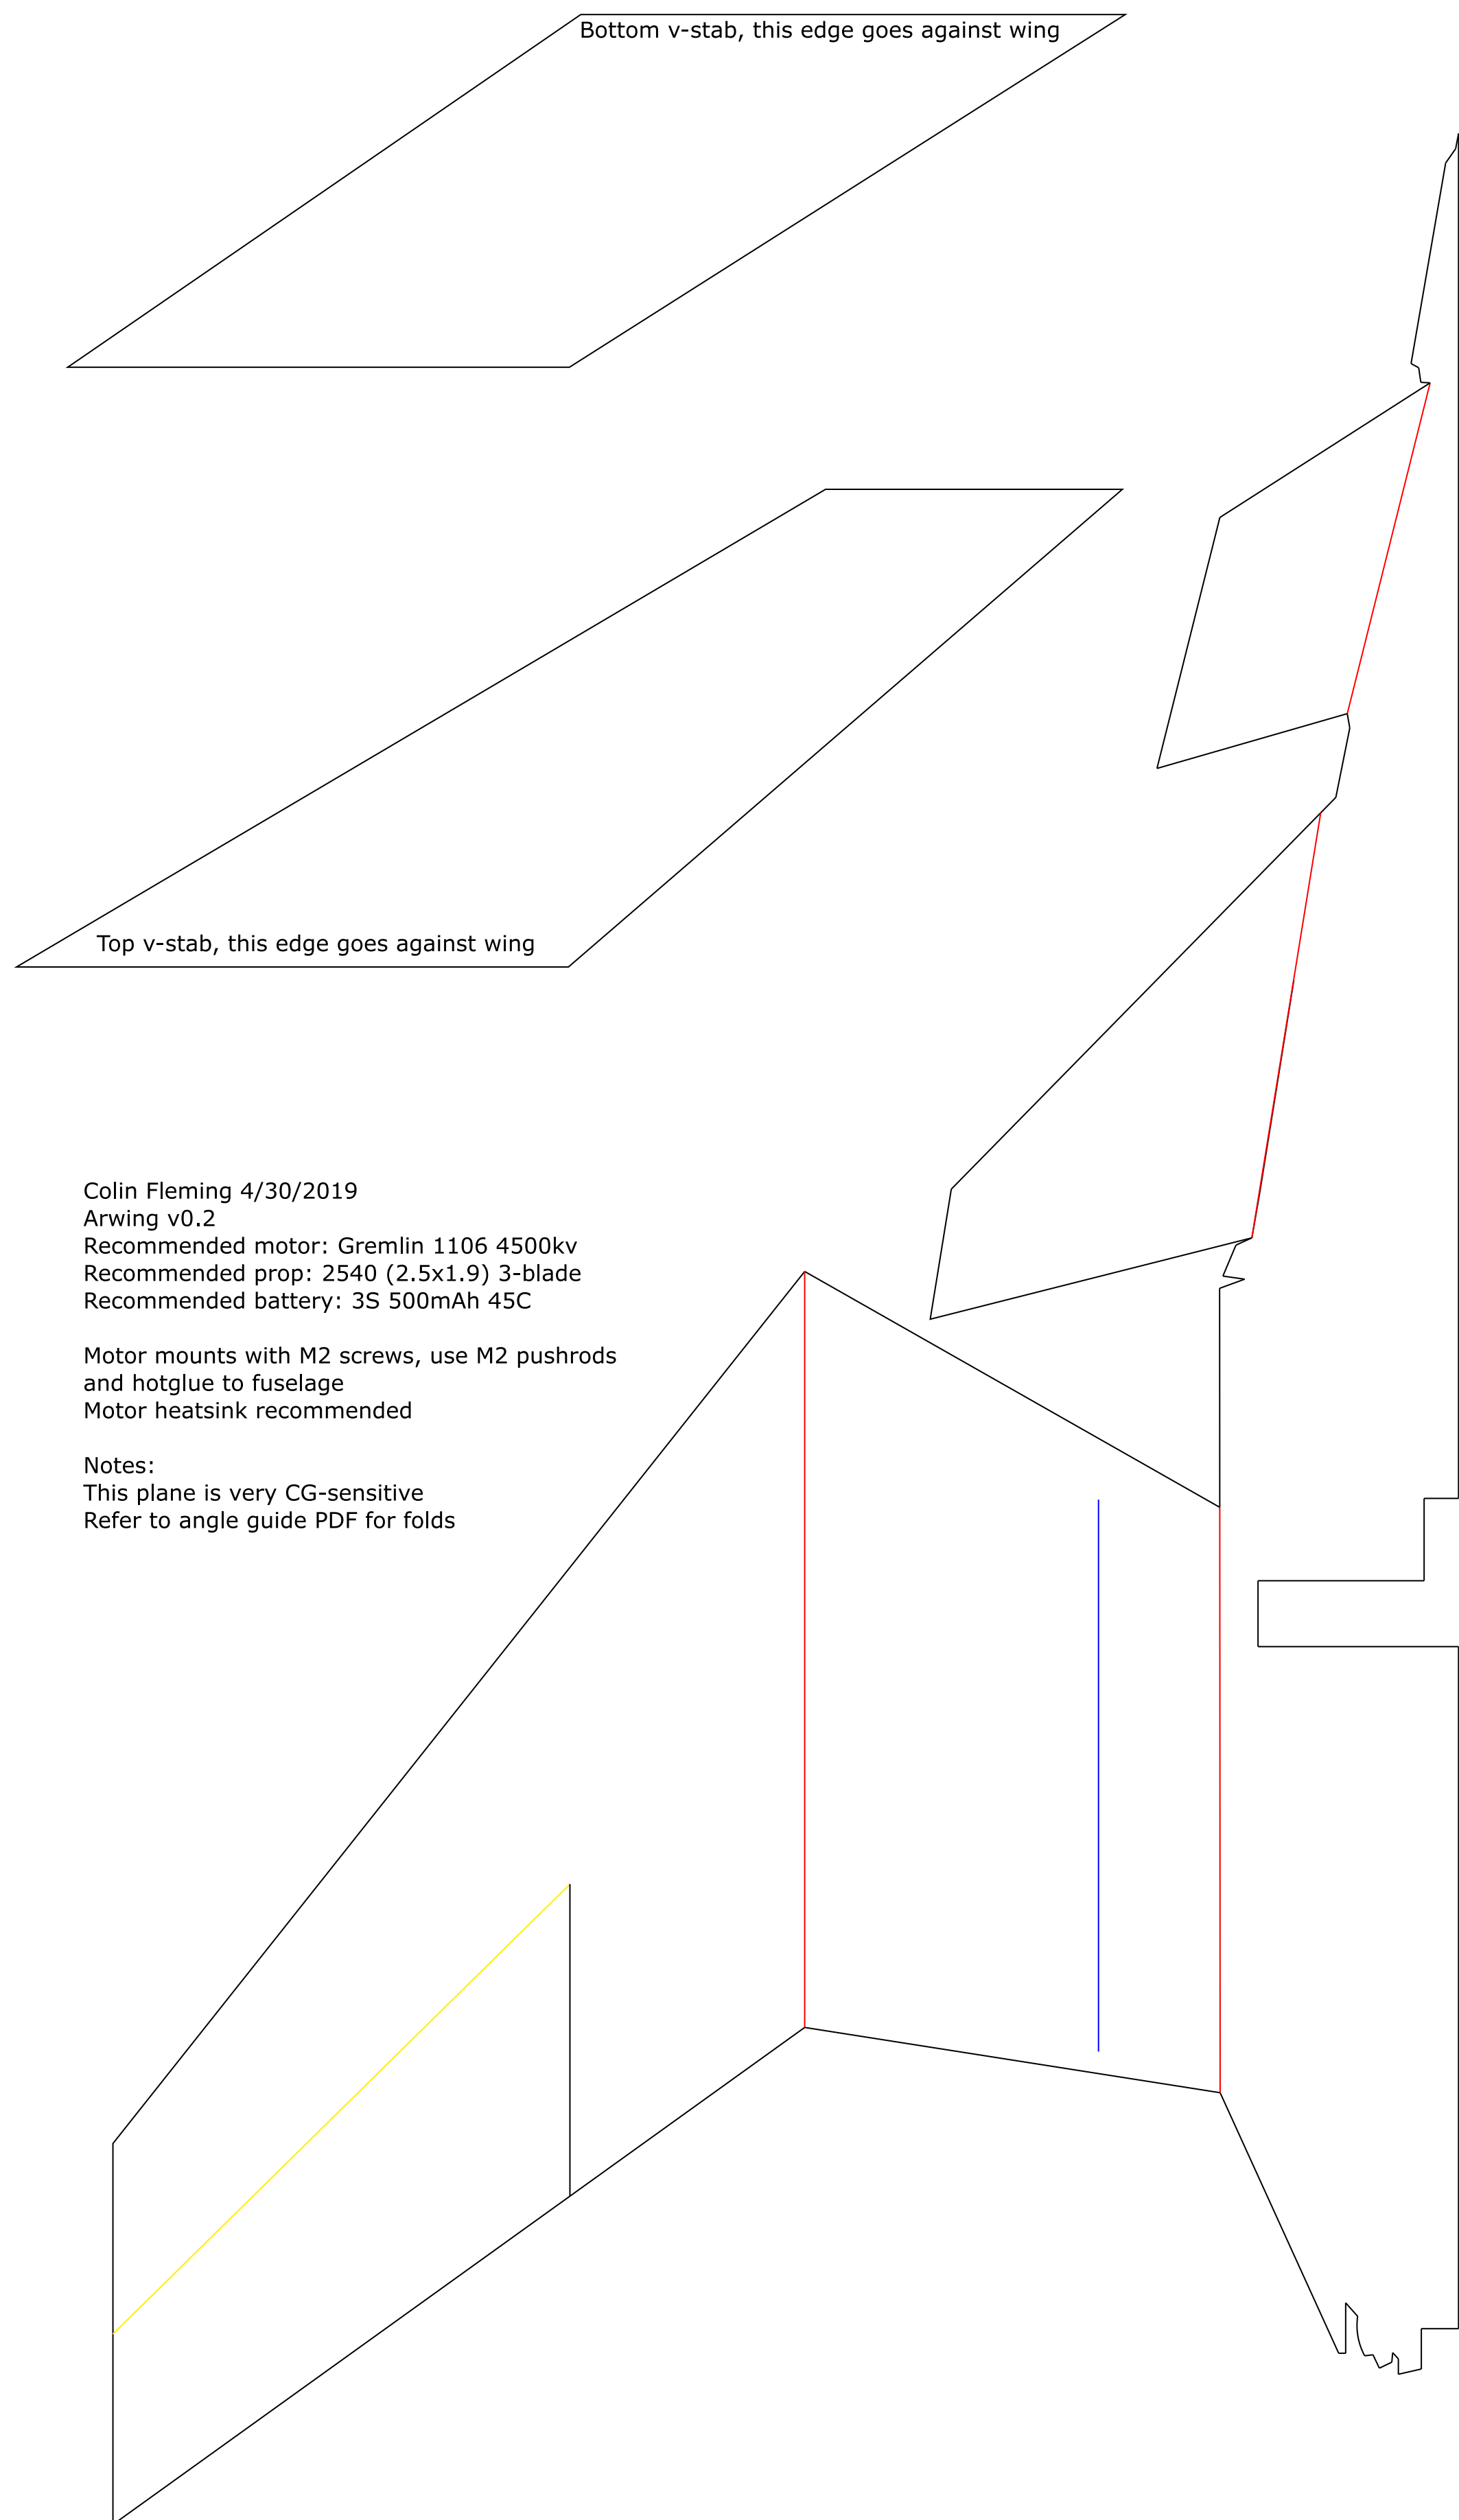 Bottom v-stab, this edge goes against wing
Top v-stab, this edge goes against wing
Colin Fleming 4/30/2019
Arwing v0.2
Recommended motor: Gremlin 1106 4500kv
Recommended prop: 2540 (2.5x1.9) 3-blade
Recommended battery: 3S 500mAh 45C
Motor mounts with M2 screws, use M2 pushrods
and hotglue to fuselage
Motor heatsink recommended
Notes:
This plane is very CG-sensitive
Refer to angle guide PDF for folds